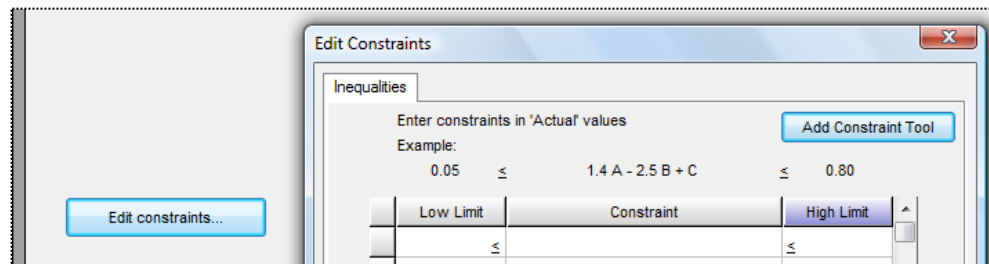 Edit Constraints
X
Inequalities
Enter constraints in 'Actual' values
Add Constraint Tool
Example:
0.05 ≤ 1.4 A - 2.5 B + C ≤ 0.80
Edit constraints...
Low Limit Constraint High Limit
≤ ≤